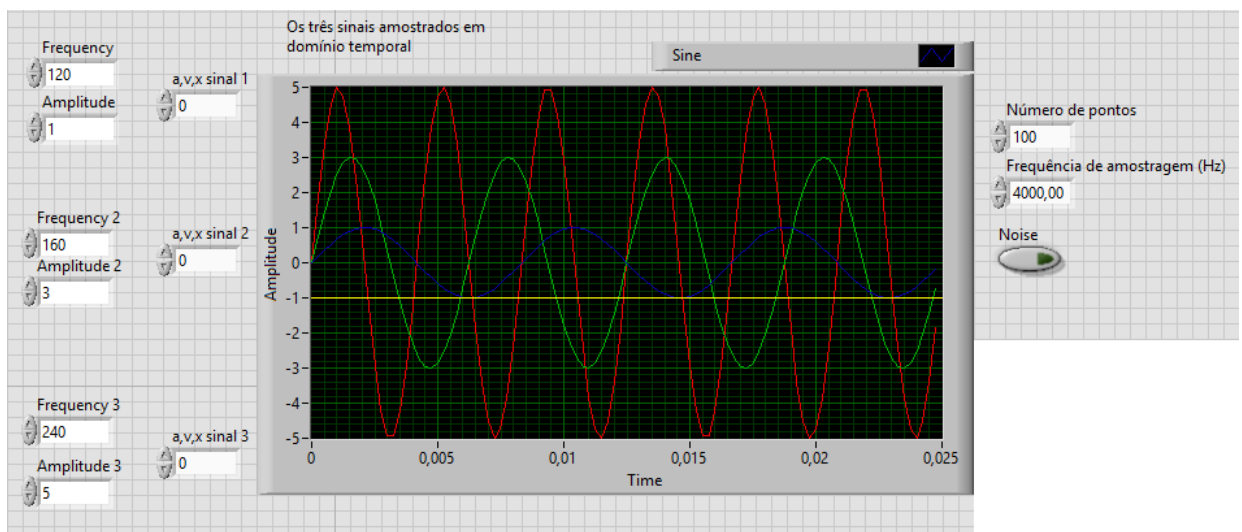 Os três sinais amostrados em
domínio temporal
Sine
Frequency
120
Amplitude
1
a,v,x sinal 1
0
Frequency 2
160
Amplitude 2
3
a,v,x sinal 2
0
Frequency 3
240
Amplitude 3
5
a,v,x sinal 3
0
Amplitude
5
4
3
2
1
0
-1
-2
-3
-4
-5
0 0,005 0,01 0,015 0,02 0,025
Time
Número de pontos
100
Frequência de amostragem (Hz)
4000,00
Noise